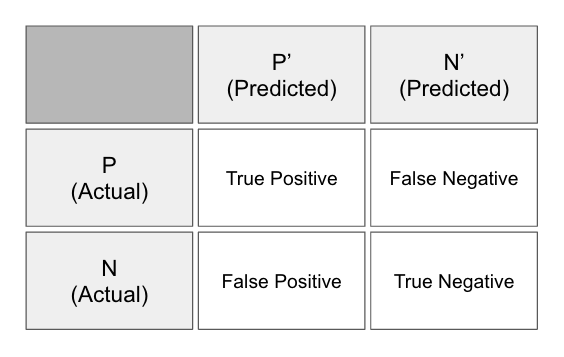 P’
(Predicted)
N’
(Predicted)
P
(Actual)
True Positive
False Negative
N
(Actual)
False Positive
True Negative